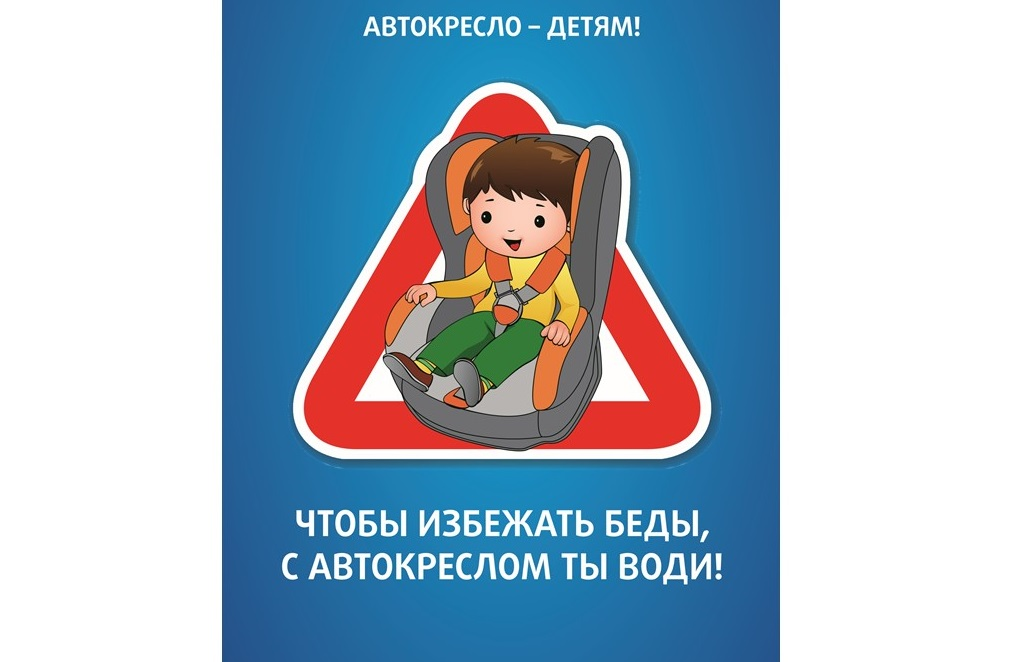 АВТОКРЕСЛО – ДЕТЯМ!
ЧТОБЫ ИЗБЕЖАТЬ БЕДЫ,
С АВТОКРЕСЛОМ ТЫ ВОДИ!